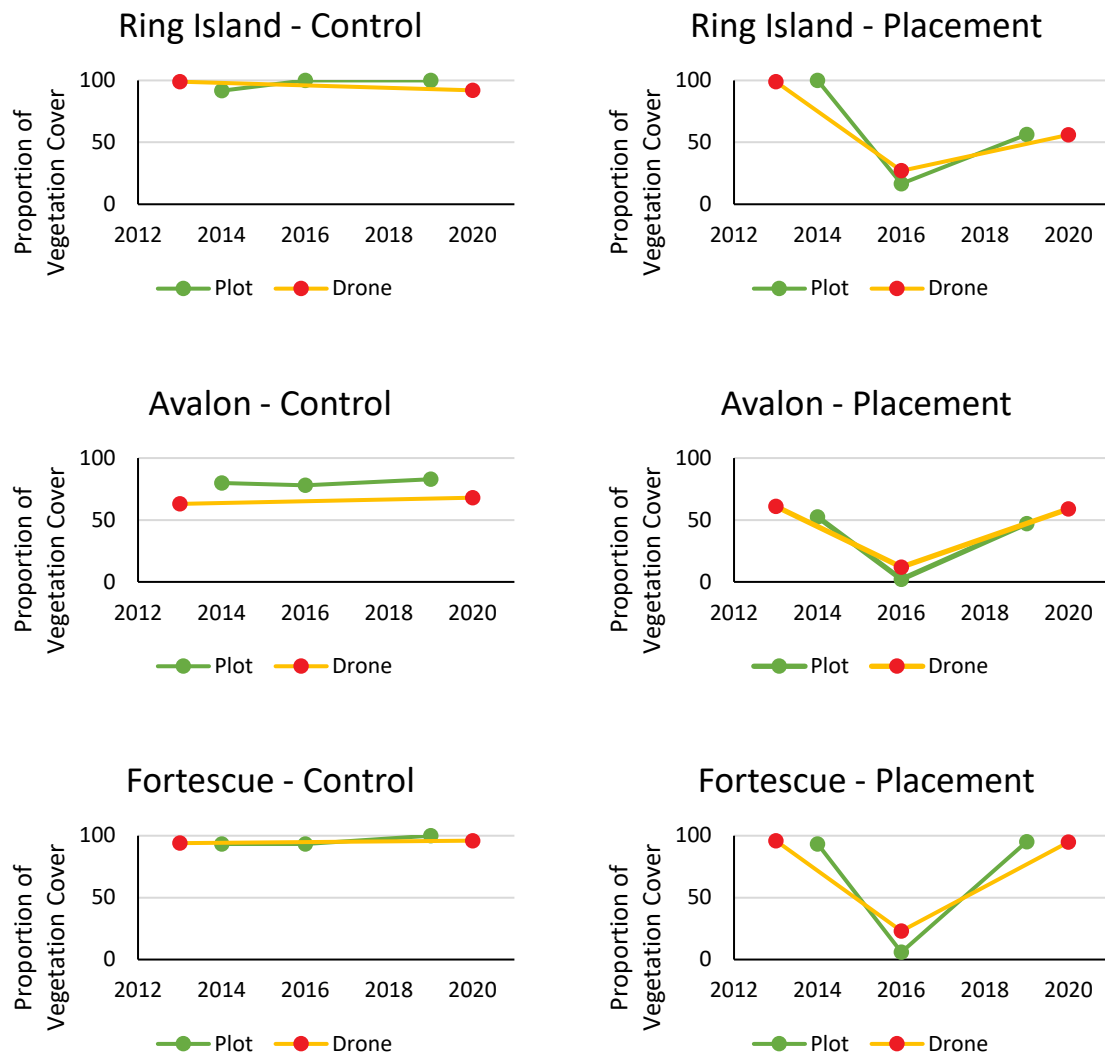 Ring Island - Control
Proportion of
Vegetation Cover
100
50
0
2012 2014 2016 2018 2020
Plot Drone
Ring Island - Placement
Proportion of
Vegetation Cover
100
50
0
2012 2014 2016 2018 2020
Plot Drone
Avalon - Control
Proportion of
Vegetation Cover
100
50
0
2012 2014 2016 2018 2020
Plot Drone
Avalon - Placement
Proportion of
Vegetation Cover
100
50
0
2012 2014 2016 2018 2020
Plot Drone
Fortescue - Control
Proportion of
Vegetation Cover
100
50
0
2012 2014 2016 2018 2020
Plot Drone
Fortescue - Placement
Proportion of
Vegetation Cover
100
50
0
2012 2014 2016 2018 2020
Plot Drone